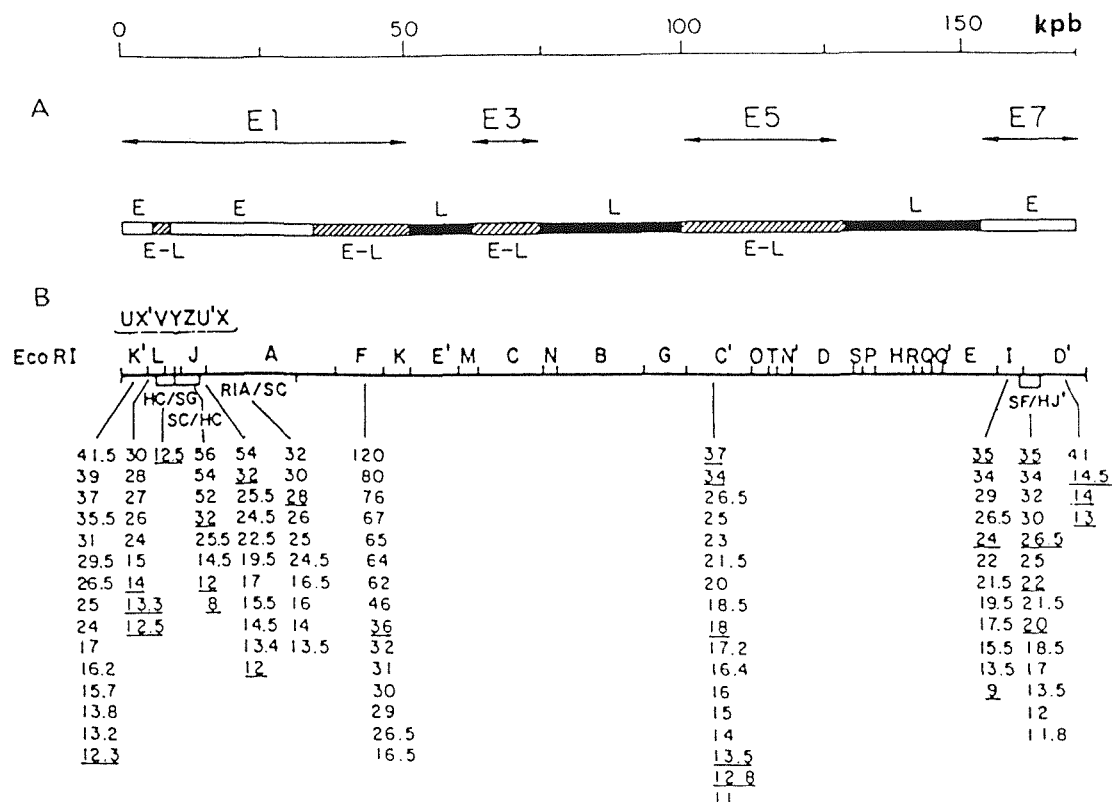 0 50 100 150 kpb
A
E1 E3 E5 E7
E E L L L E
E-L E-L E-L E-L
B
UX'VYZU'X
Eco RI K' L J A F K E' M C N B G C' O T N' D S P H R Q Q' E I D'
HC/SG RIA/SC SF/HJ'
SC/HC
41.5 30 12.5 56 54 32 120 37 35 35 41
39 28 54 32 30 80 34 34 34 14.5
37 27 52 25.5 28 76 26.5 29 32 14
35.5 26 32 24.5 26 67 25 26.5 30 13
31 24 25.5 22.5 25 65 23 24 26.5
29.5 15 14.5 19.5 24.5 64 21.5 22 25
26.5 14 12 17 16.5 62 20 21.5 22
25 13.3 8 15.5 16 46 18.5 19.5 21.5
24 12.5 14.5 14 36 18 17.5 20
17 13.4 13.5 32 17.2 15.5 18.5
16.2 12 31 16.4 13.5 17
15.7 30 16 9 13.5
13.8 29 15 12
13.2 26.5 14 11.8
12.3 16.5 13.5
12.8
11